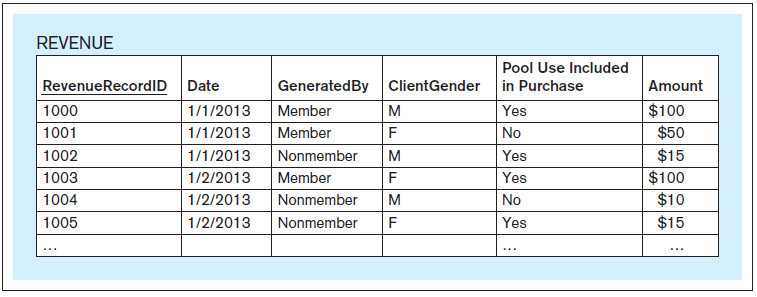 REVENUE
RevenueRecordID Date GeneratedBy ClientGender Pool Use Included
in Purchase Amount
1000 1/1/2013 Member M Yes $100
1001 1/1/2013 Member F No $50
1002 1/1/2013 Nonmember M Yes $15
1003 1/2/2013 Member F Yes $100
1004 1/2/2013 Nonmember M No $10
1005 1/2/2013 Nonmember F Yes $15
... ... ...